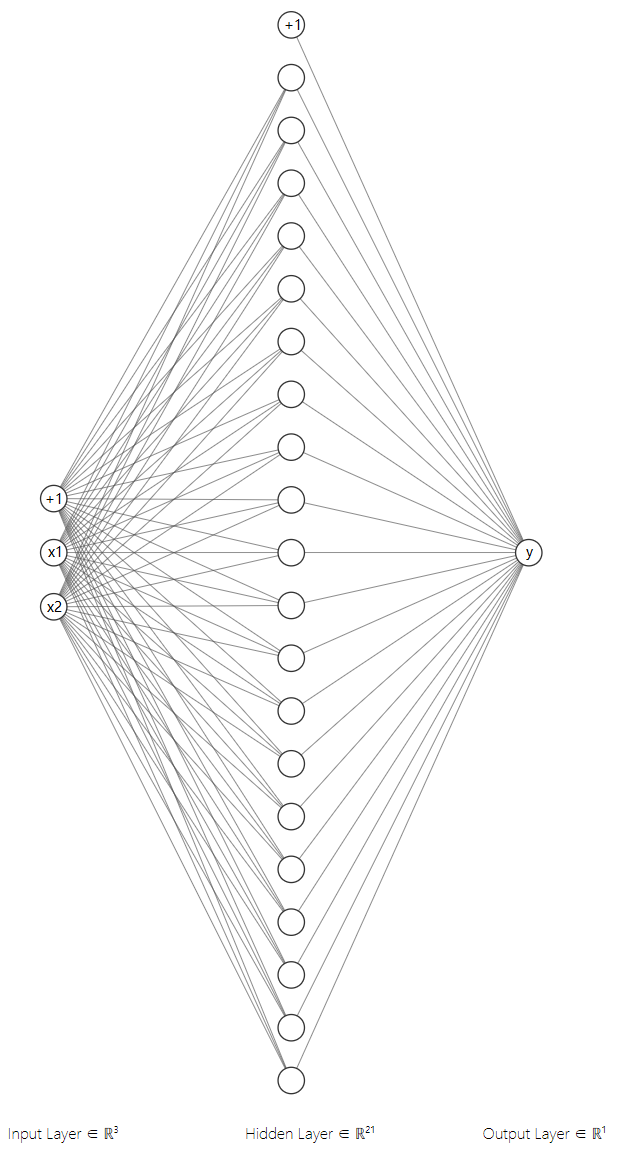 +1
+1
x1
x2
y
Input Layer ∈ ℝ³
Hidden Layer ∈ ℝ²¹
Output Layer ∈ ℝ¹